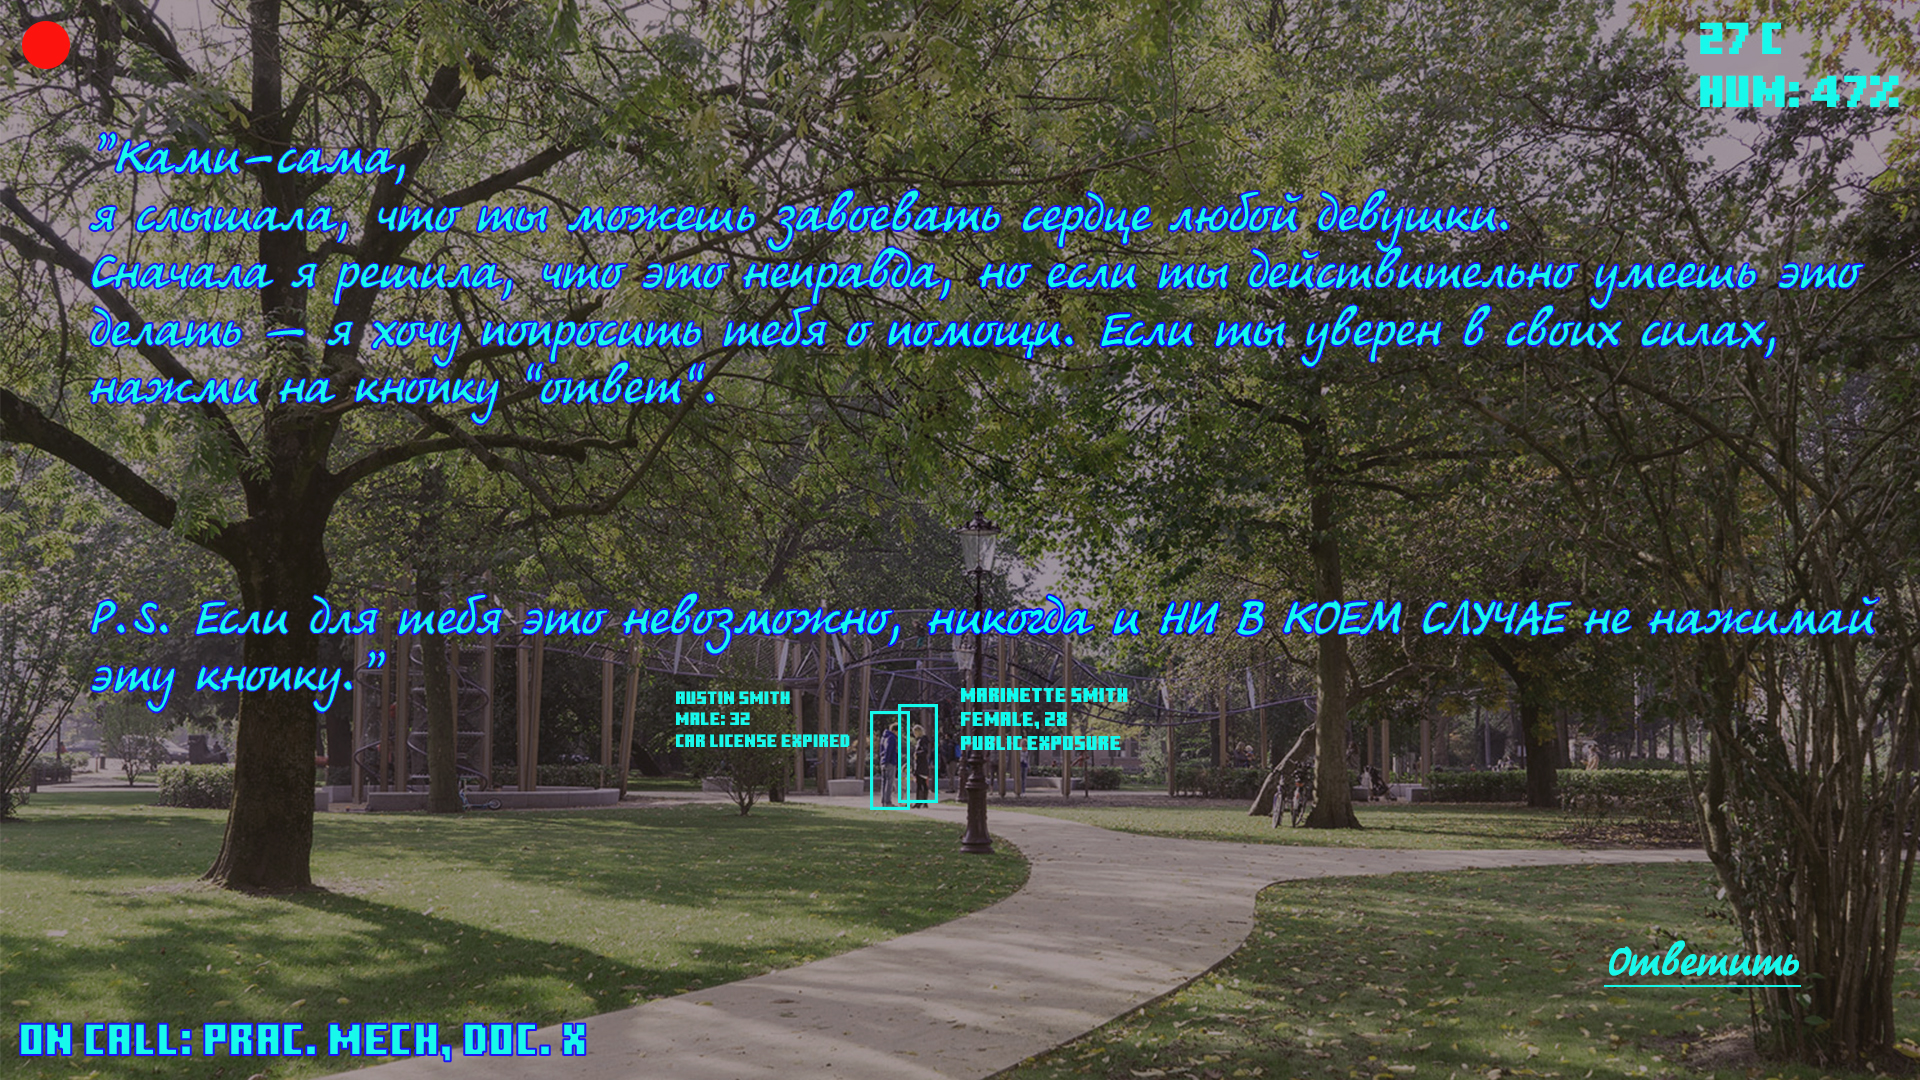 27 C
HUM: 47%
"Ками-сама,
я слышала, что ты можешь завоевать сердце любой девушки.
Сначала я решила, что это неправда, но если ты действительно умеешь это
делать — я хочу попросить тебя о помощи. Если ты уверен в своих силах,
нажми на кнопку "ответ".
P.S. Если для тебя это невозможно, никогда и НИ В КОЕМ СЛУЧАЕ не нажимай
эту кнопку."
AUSTIN SMITH
MALE: 32
CAR LICENSE EXPIRED
MARINETTE SMITH
FEMALE, 28
PUBLIC EXPOSURE
Ответить
ON CALL: PRAC. MECH, DOC. X